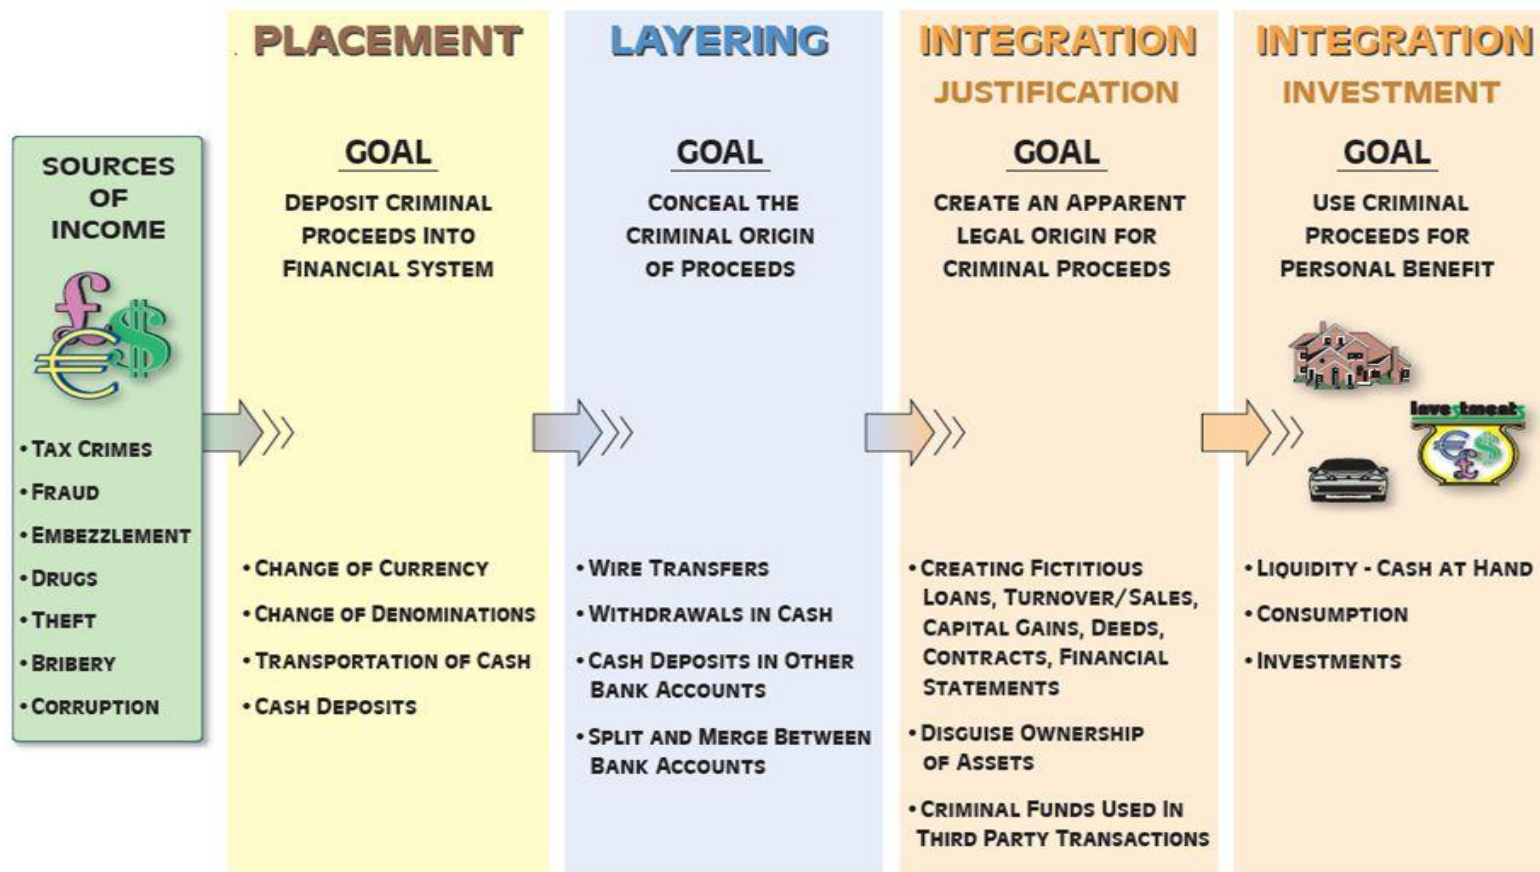 PLACEMENT
GOAL
DEPOSIT CRIMINAL
PROCEEDS INTO
FINANCIAL SYSTEM
• CHANGE OF CURRENCY
• CHANGE OF DENOMINATIONS
• TRANSPORTATION OF CASH
• CASH DEPOSITS
LAYERING
GOAL
CONCEAL THE
CRIMINAL ORIGIN
OF PROCEEDS
• WIRE TRANSFERS
• WITHDRAWALS IN CASH
• CASH DEPOSITS IN OTHER
BANK ACCOUNTS
• SPLIT AND MERGE BETWEEN
BANK ACCOUNTS
INTEGRATION
JUSTIFICATION
GOAL
CREATE AN APPARENT
LEGAL ORIGIN FOR
CRIMINAL PROCEEDS
• CREATING FICTITIOUS
LOANS, TURNOVER/SALES,
CAPITAL GAINS, DEEDS,
CONTRACTS, FINANCIAL
STATEMENTS
• DISGUISE OWNERSHIP
OF ASSETS
• CRIMINAL FUNDS USED IN
THIRD PARTY TRANSACTIONS
INTEGRATION
INVESTMENT
GOAL
USE CRIMINAL
PROCEEDS FOR
PERSONAL BENEFIT
Investments
€ $
£
• LIQUIDITY - CASH AT HAND
• CONSUMPTION
• INVESTMENTS
SOURCES
OF
INCOME
£ $
€
• TAX CRIMES
• FRAUD
• EMBEZZLEMENT
• DRUGS
• THEFT
• BRIBERY
• CORRUPTION